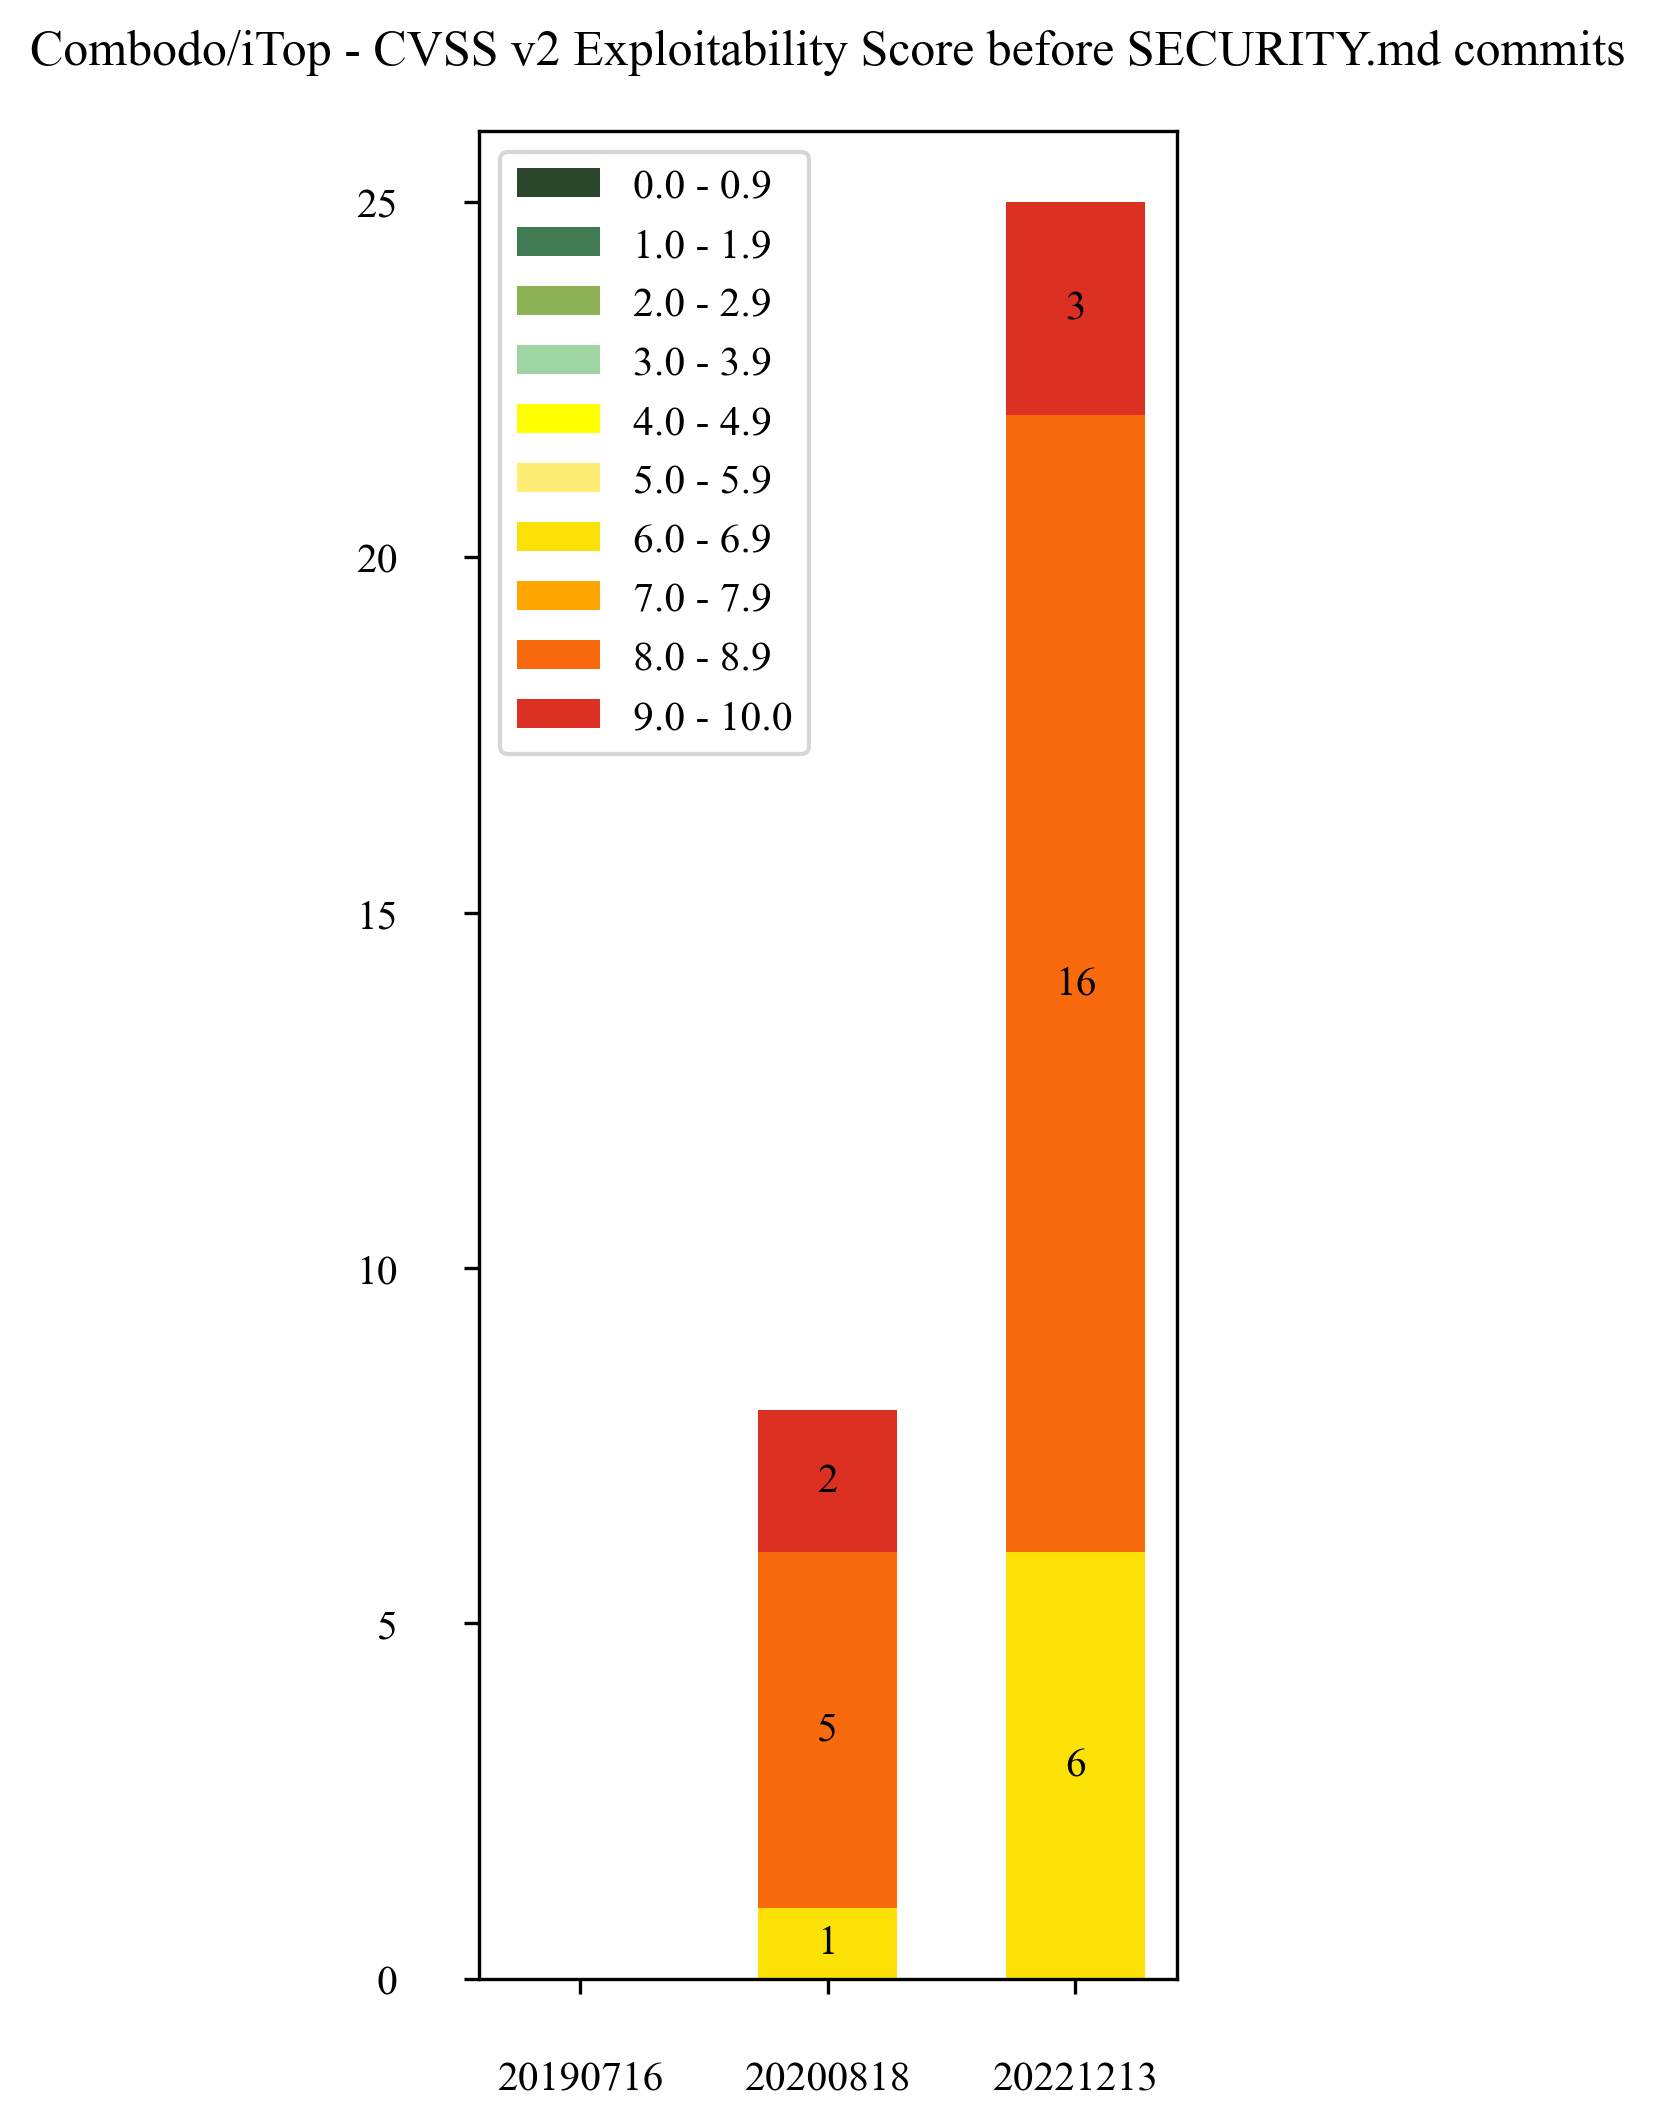 Combodo/iTop - CVSS v2 Exploitability Score before SECURITY.md commits
0.0 - 0.9
1.0 - 1.9
2.0 - 2.9
3.0 - 3.9
4.0 - 4.9
5.0 - 5.9
6.0 - 6.9
7.0 - 7.9
8.0 - 8.9
9.0 - 10.0
25
20
15
10
5
0
2
5
1
3
16
6
20190716 20200818 20221213